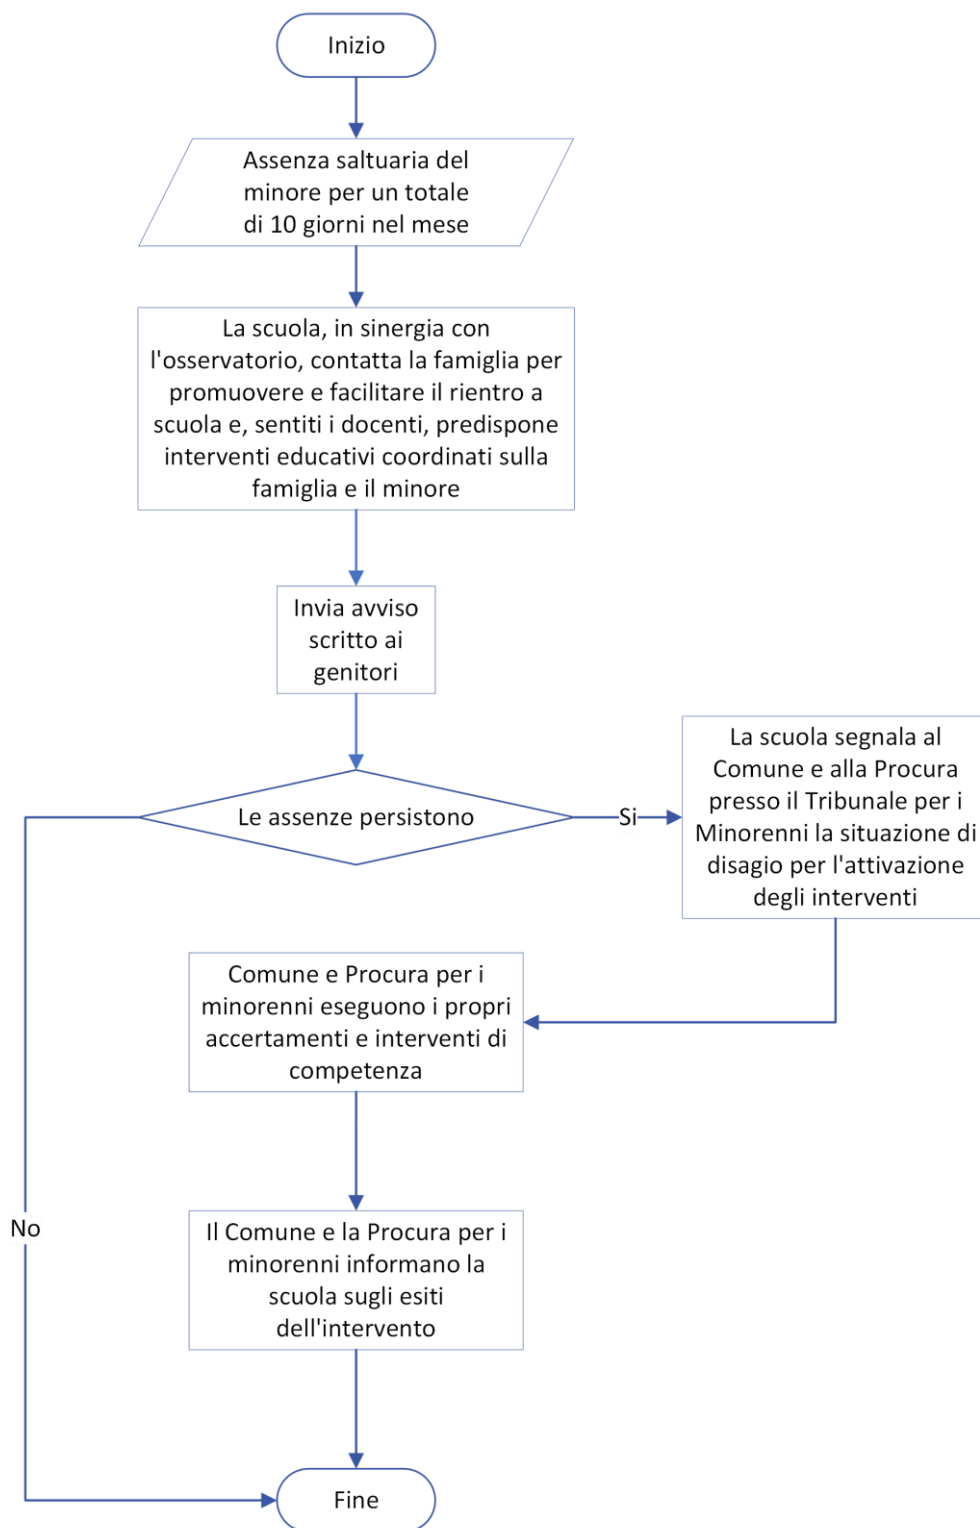 Inizio
Assenza saltuaria del
minore per un totale
di 10 giorni nel mese
La scuola, in sinergia con
l'osservatorio, contatta la famiglia per
promuovere e facilitare il rientro a
scuola e, sentiti i docenti, predispone
interventi educativi coordinati sulla
famiglia e il minore
Invia avviso
scritto ai
genitori
Le assenze persistono
Si
La scuola segnala al
Comune e alla Procura
presso il Tribunale per i
Minorenni la situazione di
disagio per l'attivazione
degli interventi
Comune e Procura per i
minorenni eseguono i propri
accertamenti e interventi di
competenza
No
Il Comune e la Procura per i
minorenni informano la
scuola sugli esiti
dell'intervento
Fine